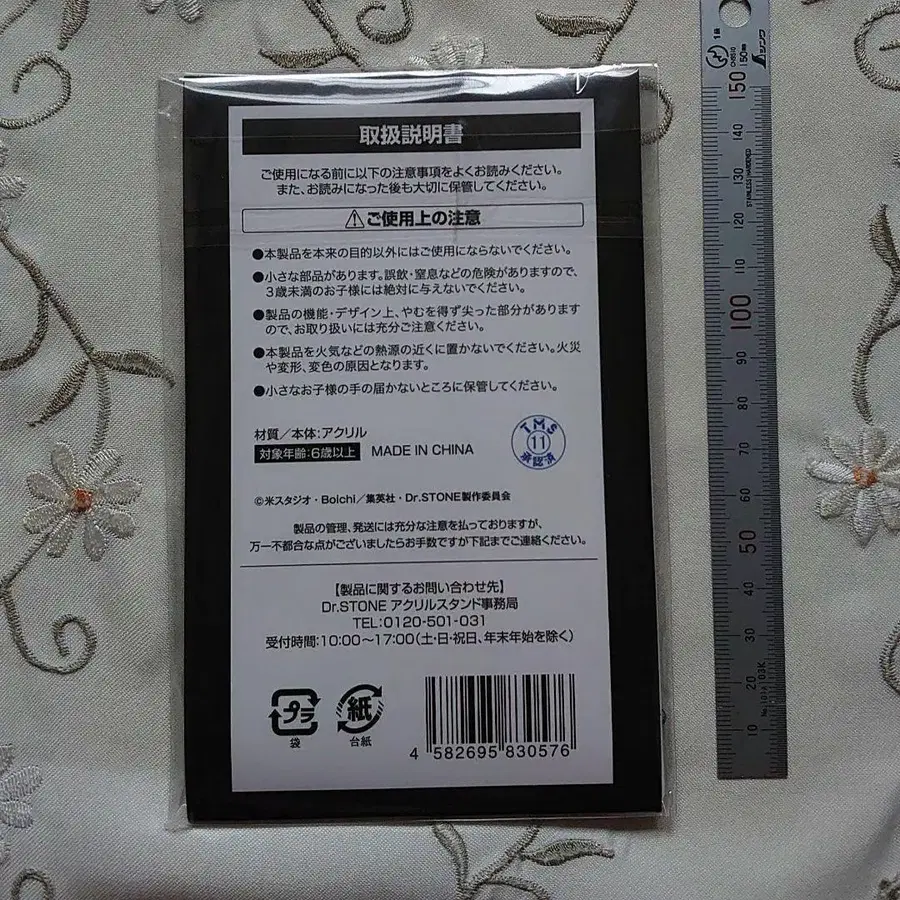 取扱説明書
ご使用になる前に以下の注意事項をよくお読みください。
また、お読みになった後も大切に保管してください。
⚠ご使用上の注意
●本製品を本来の目的以外にはご使用にならないでください。
●小さな部品があります。誤飲・窒息などの危険がありますので、
3歳未満のお子様には絶対に与えないでください。
●製品の機能・デザイン上、やむを得ず尖った部分があります
ので、お取り扱いには充分ご注意ください。
●本製品を火気などの熱源の近くに置かないでください。火災
や変形、変色の原因となります。
●小さなお子様の手の届かないところに保管してください。
材質／本体:アクリル
対象年齢:6歳以上 MADE IN CHINA
TMS
11
承認済
©米スタジオ・Boichi／集英社・Dr.STONE製作委員会
製品の管理、発送には充分な注意を払っておりますが、
万一不都合な点がございましたらお手数ですが下記までご連絡ください。
【製品に関するお問い合わせ先】
Dr.STONE アクリルスタンド事務局
TEL:0120-501-031
受付時間:10:00〜17:00(土・日・祝日、年末年始を除く)
プラ
袋
紙
台紙
4 582695 830576
シンワ
150
140
130
STAINLESS HARDENED
120
110
100
90
80
70
60
50
40
30
20
10